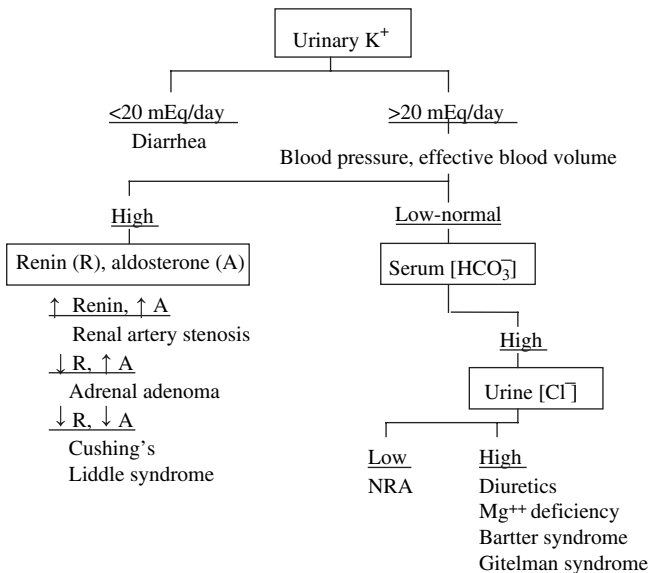 Urinary K⁺
<20 mEq/day
Diarrhea
>20 mEq/day
Blood pressure, effective blood volume
High
Renin (R), aldosterone (A)
↑ Renin, ↑ A
Renal artery stenosis
↓ R, ↑ A
Adrenal adenoma
↓ R, ↓ A
Cushing's
Liddle syndrome
Low-normal
Serum [HCO₃⁻]
High
Urine [Cl⁻]
Low
NRA
High
Diuretics
Mg⁺⁺ deficiency
Bartter syndrome
Gitelman syndrome